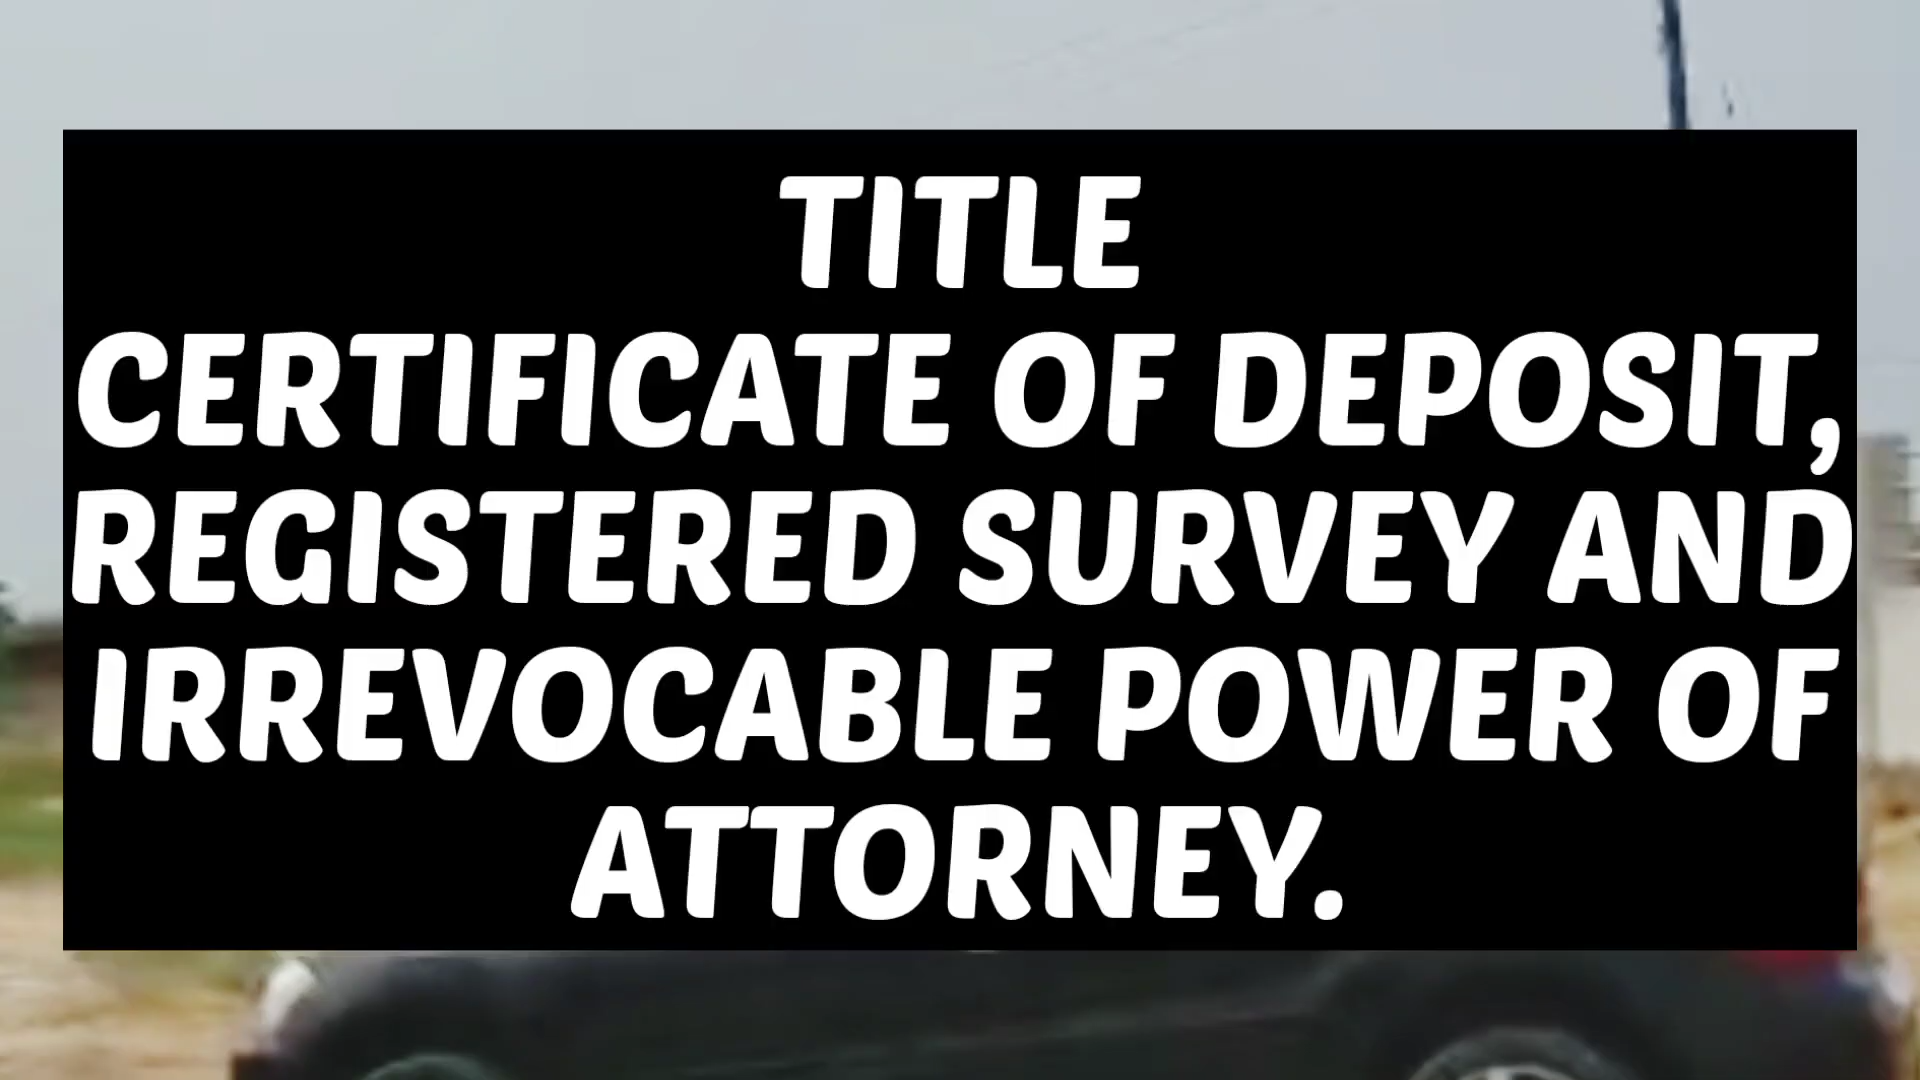 TITLE
CERTIFICATE OF DEPOSIT,
REGISTERED SURVEY AND
IRREVOCABLE POWER OF
ATTORNEY.